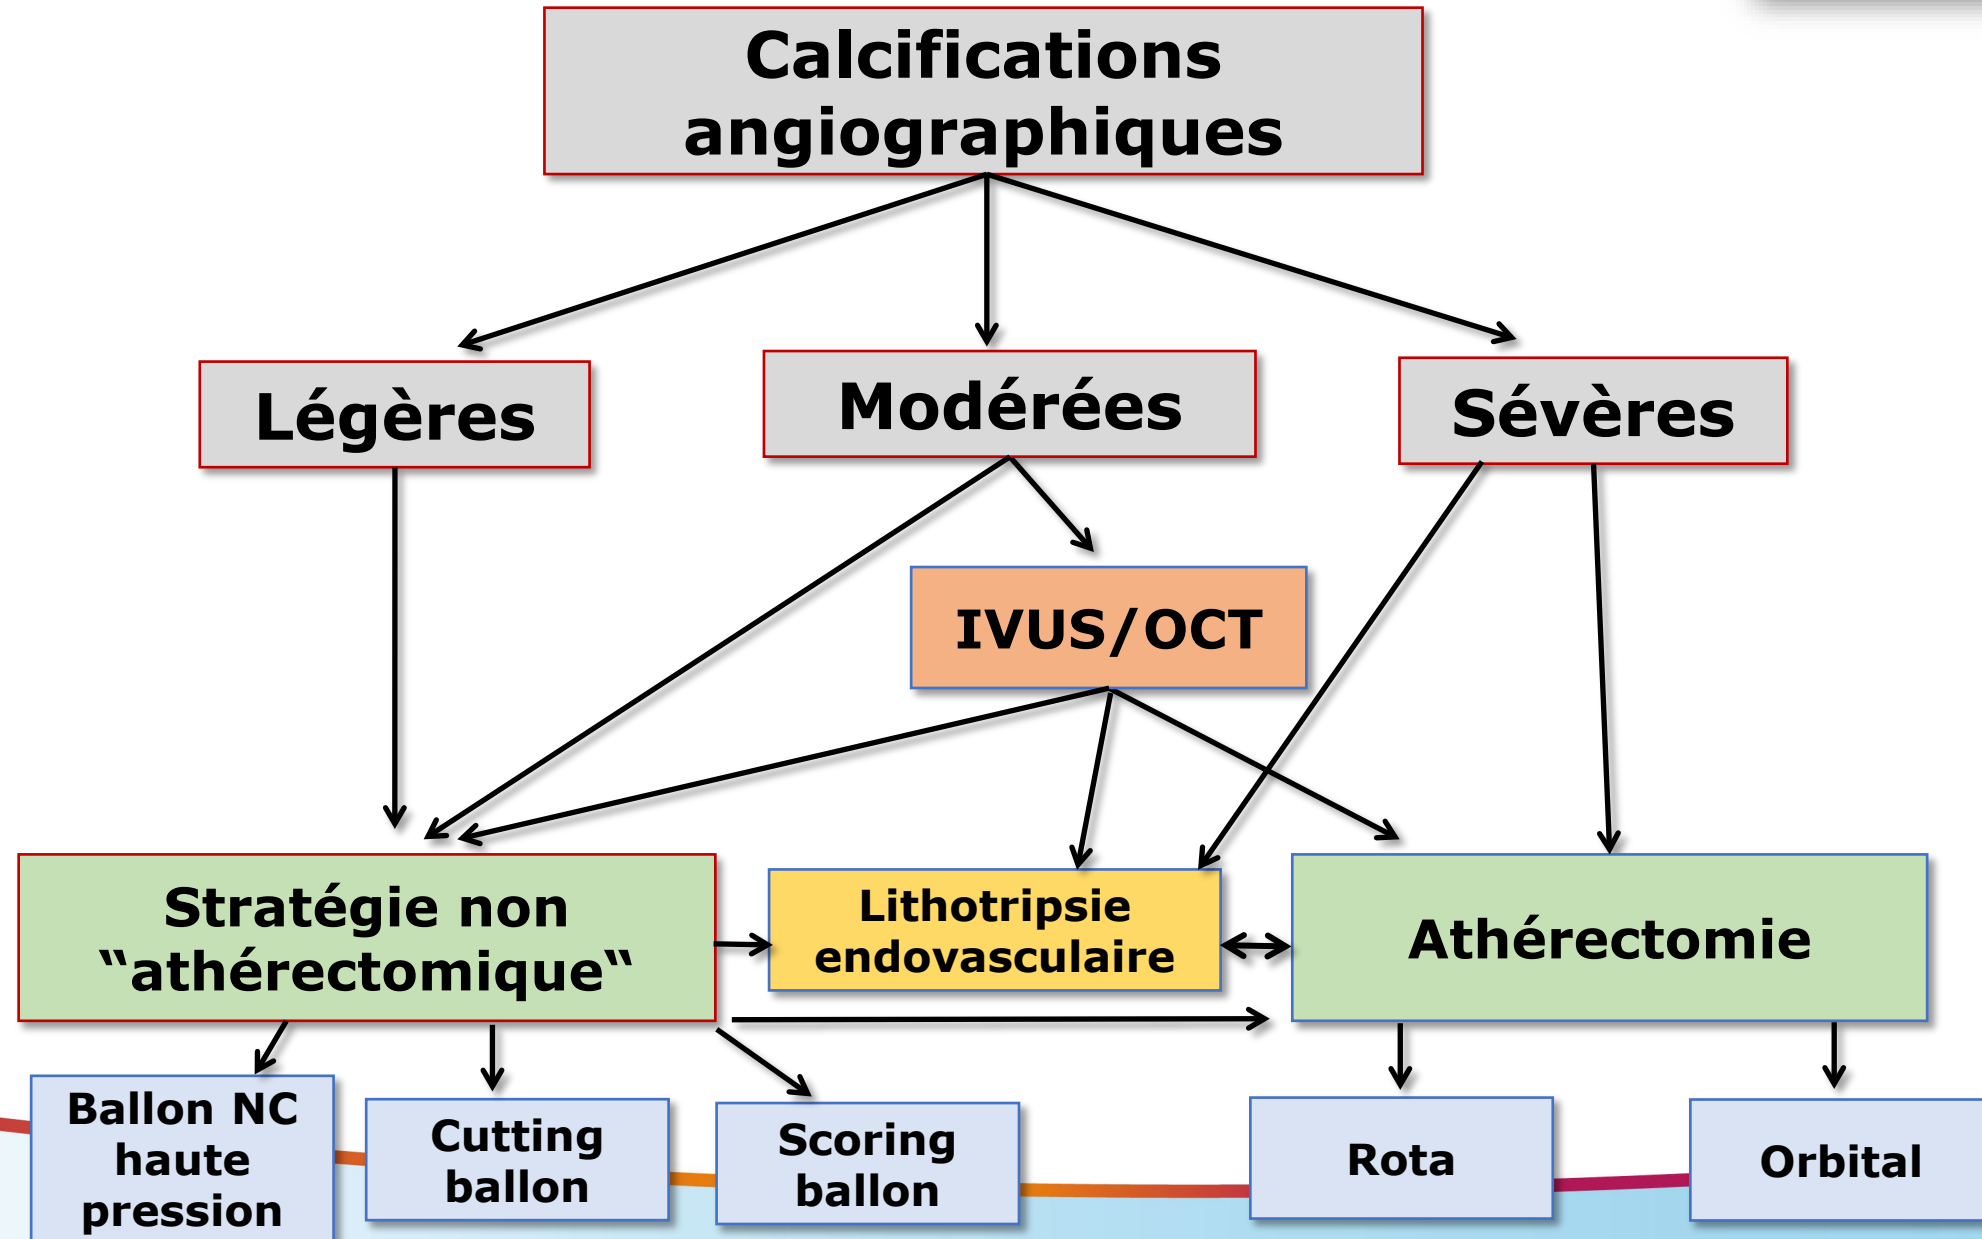 Calcifications
angiographiques
Légères
Modérées
Sévères
IVUS/OCT
Stratégie non
“athérectomique“
Lithotripsie
endovasculaire
Athérectomie
Ballon NC
haute
pression
Cutting
ballon
Scoring
ballon
Rota
Orbital